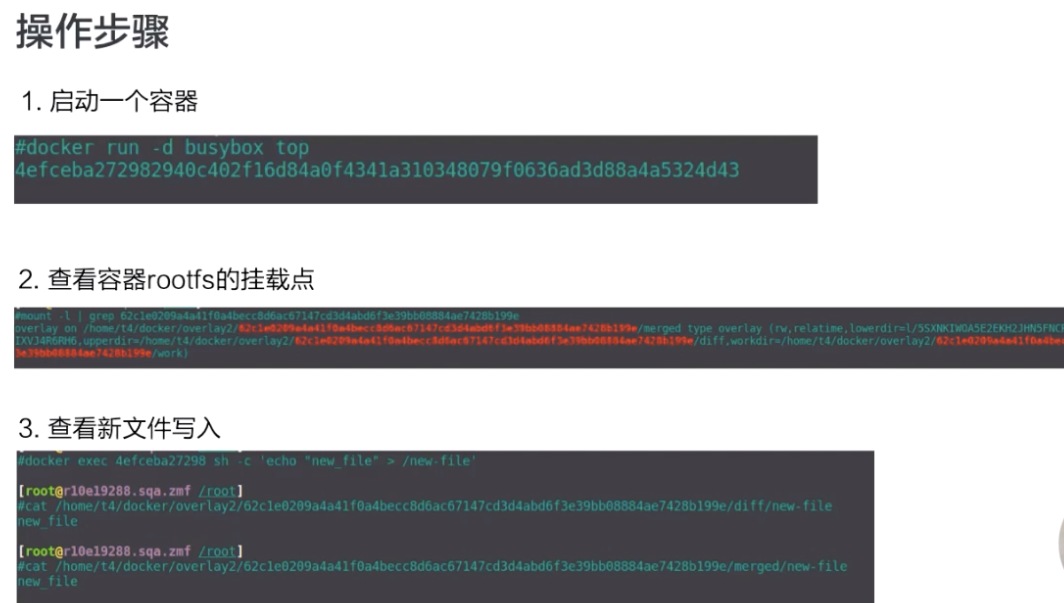 操作步骤
1. 启动一个容器
#docker run -d busybox top
4efceba272982940c402f16d84a0f4341a310348079f0636ad3d88a4a5324d43
2. 查看容器rootfs的挂载点
#mount -l | grep 62c1e0209a4a41f0a4becc8d6ac67147cd3d4abd6f3e39bb08884ae7428b199e
overlay on /home/t4/docker/overlay2/62c1e0209a4a41f0a4becc8d6ac67147cd3d4abd6f3e39bb08884ae7428b199e/merged type overlay (rw,relatime,lowerdir=l/5SXNKIWOA5E2EKH2JHN5FNC
IXVJ4R6RH6,upperdir=/home/t4/docker/overlay2/62c1e0209a4a41f0a4becc8d6ac67147cd3d4abd6f3e39bb08884ae7428b199e/diff,workdir=/home/t4/docker/overlay2/62c1e0209a4a41f0a4be
3e39bb08884ae7428b199e/work)
3. 查看新文件写入
#docker exec 4efceba27298 sh -c 'echo "new_file" > /new-file'
[root@r10e19288.sqa.zmf /root]
#cat /home/t4/docker/overlay2/62c1e0209a4a41f0a4becc8d6ac67147cd3d4abd6f3e39bb08884ae7428b199e/diff/new-file
new_file
[root@r10e19288.sqa.zmf /root]
#cat /home/t4/docker/overlay2/62c1e0209a4a41f0a4becc8d6ac67147cd3d4abd6f3e39bb08884ae7428b199e/merged/new-file
new_file